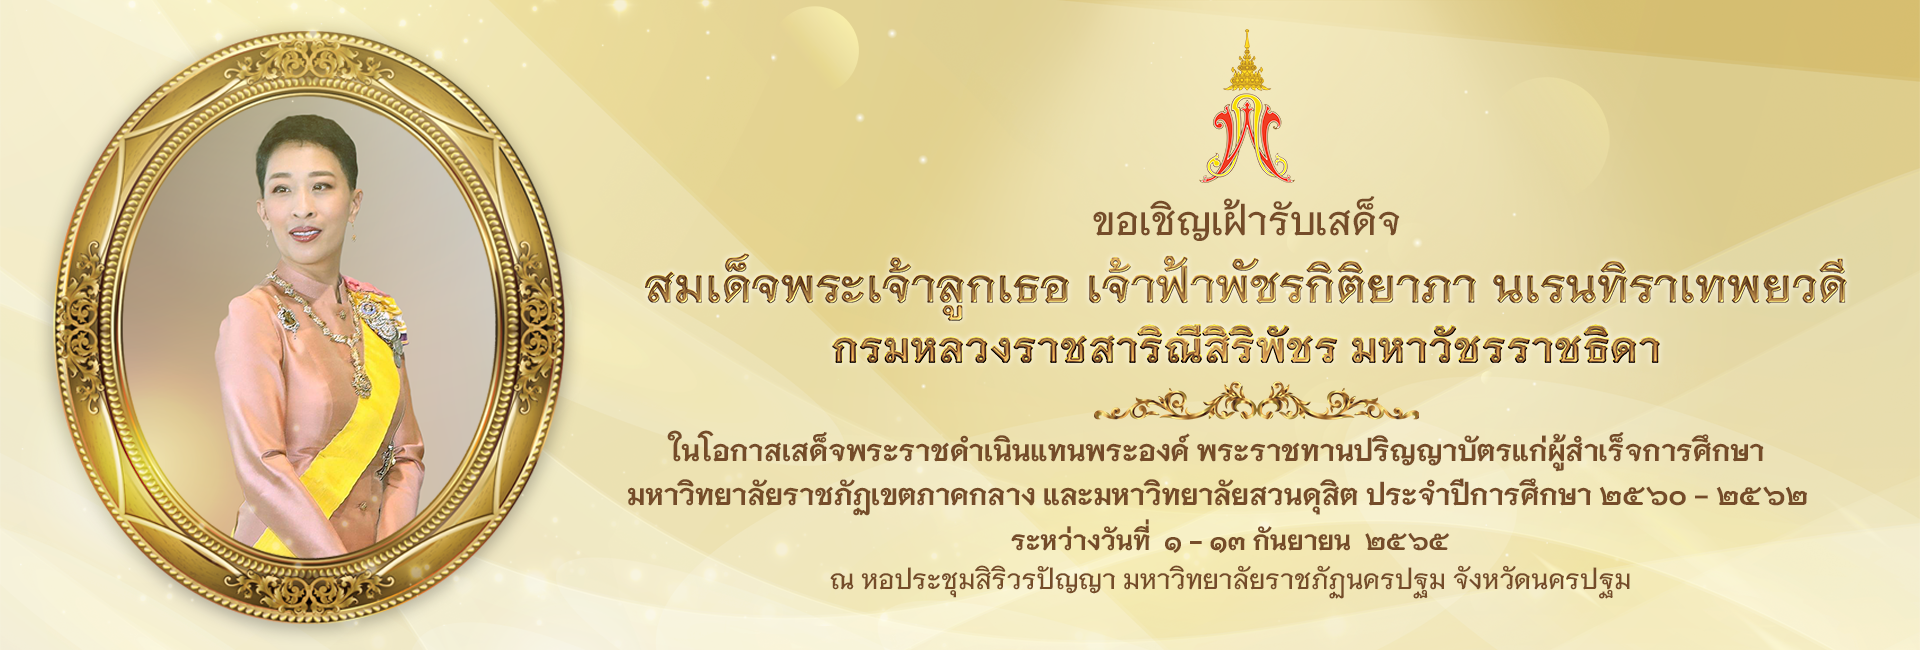 ขอเชิญเฝ้ารับเสด็จ
สมเด็จพระเจ้าลูกเธอ เจ้าฟ้าพัชรกิติยาภา นเรนทิราเทพยวดี
กรมหลวงราชสาริณีสิริพัชร มหาวัชรราชธิดา
ในโอกาสเสด็จพระราชดำเนินแทนพระองค์ พระราชทานปริญญาบัตรแก่ผู้สำเร็จการศึกษา
มหาวิทยาลัยราชภัฏเขตภาคกลาง และมหาวิทยาลัยสวนดุสิต ประจำปีการศึกษา ๒๕๖๐ – ๒๕๖๒
ระหว่างวันที่ ๑ – ๑๓ กันยายน ๒๕๖๕
ณ หอประชุมสิริวรปัญญา มหาวิทยาลัยราชภัฏนครปฐม จังหวัดนครปฐม